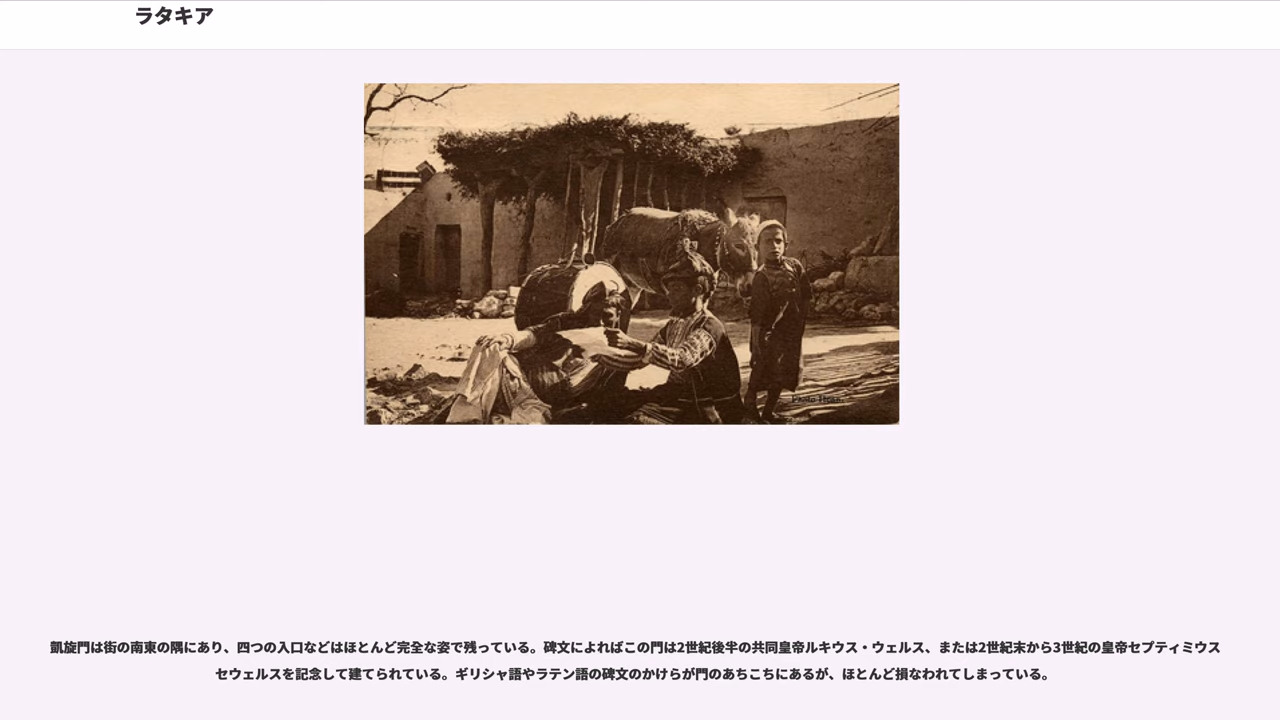 ラタキア
凱旋門は街の南東の隅にあり、四つの入口などはほとんど完全な姿で残っている。碑文によればこの門は2世紀後半の共同皇帝ルキウス・ウェルス、または2世紀末から3世紀の皇帝セプティミウス
セウェルスを記念して建てられている。ギリシャ語やラテン語の碑文のかけらが門のあちこちにあるが、ほとんど損なわれてしまっている。